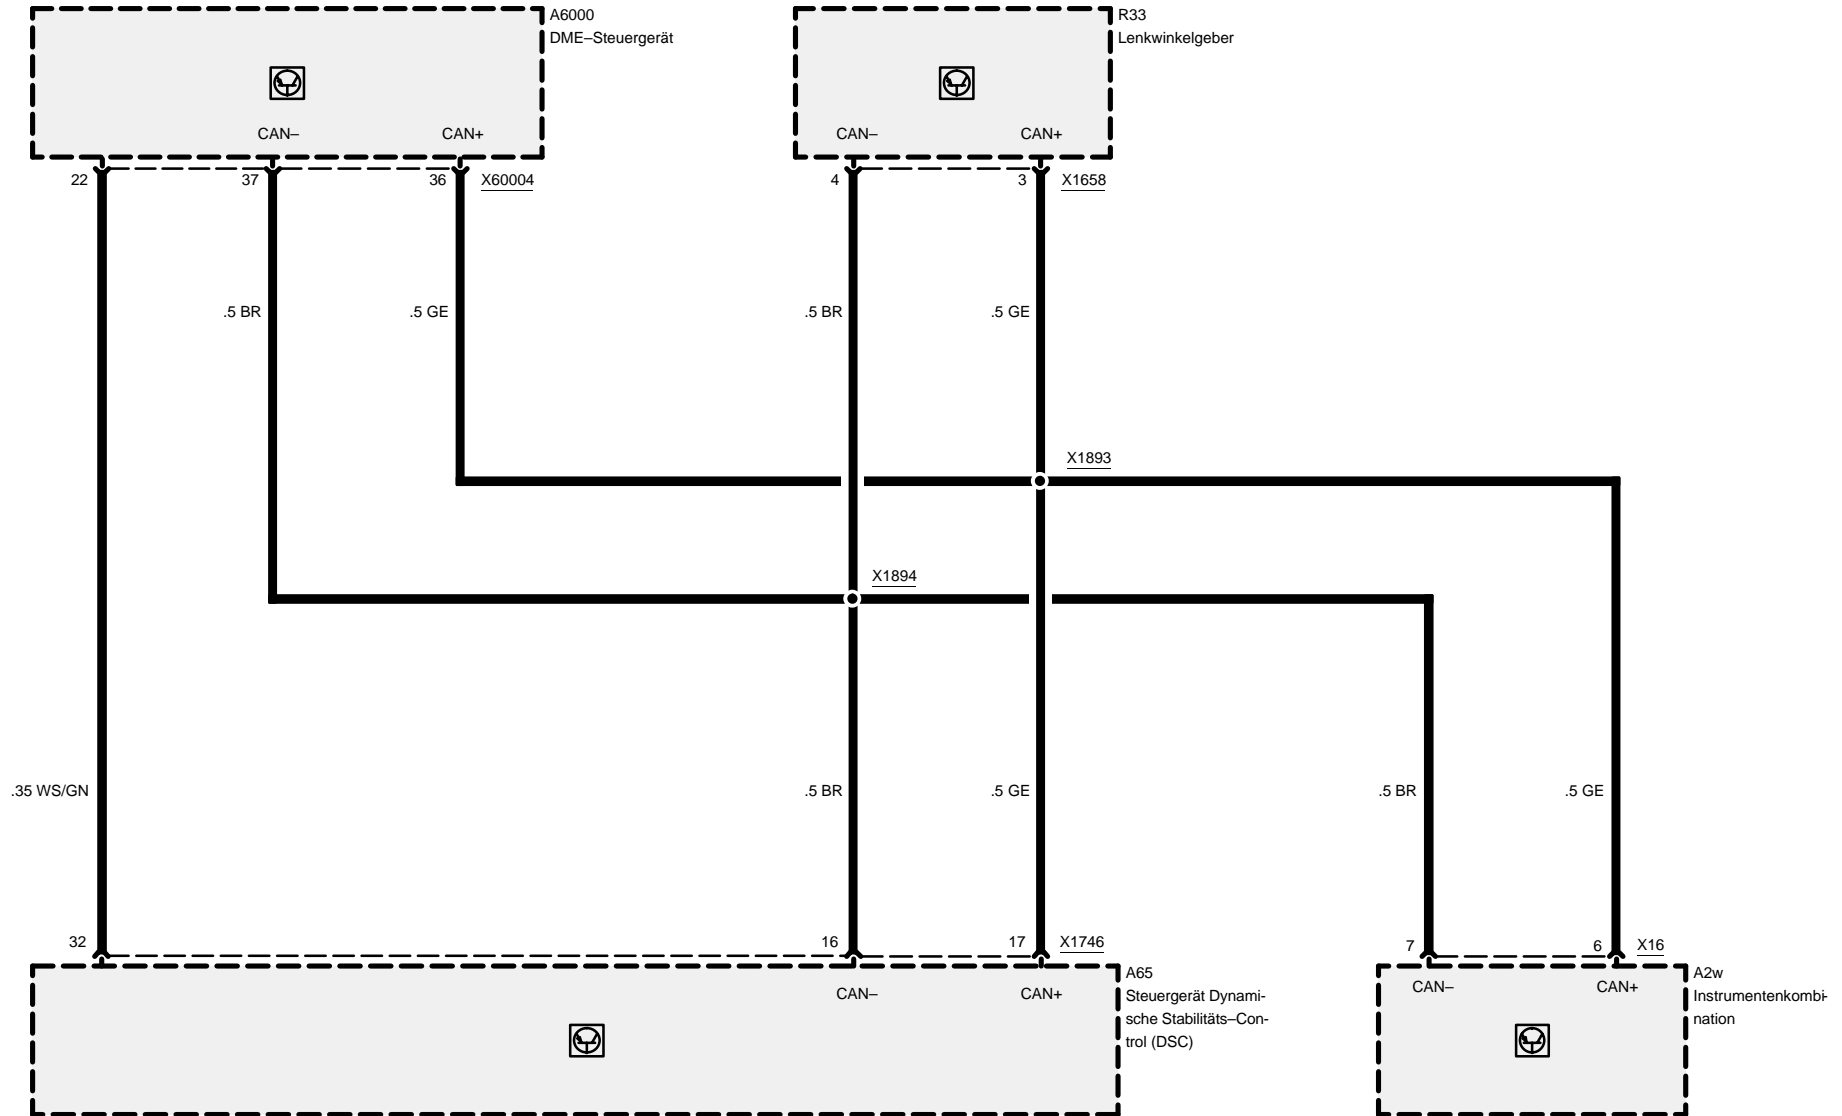 A6000
DME–Steuergerät
R33
Lenkwinkelgeber
CAN–
CAN+
CAN–
CAN+
22
37
36
X60004
4
3
X1658
.5 BR
.5 GE
.5 BR
.5 GE
X1893
X1894
.35 WS/GN
.5 BR
.5 GE
.5 BR
.5 GE
32
16
17
X1746
7
6
X16
A65
Steuergerät Dynami-
sche Stabilitäts–Con-
trol (DSC)
CAN–
CAN+
CAN–
CAN+
A2w
Instrumentenkombi-
nation